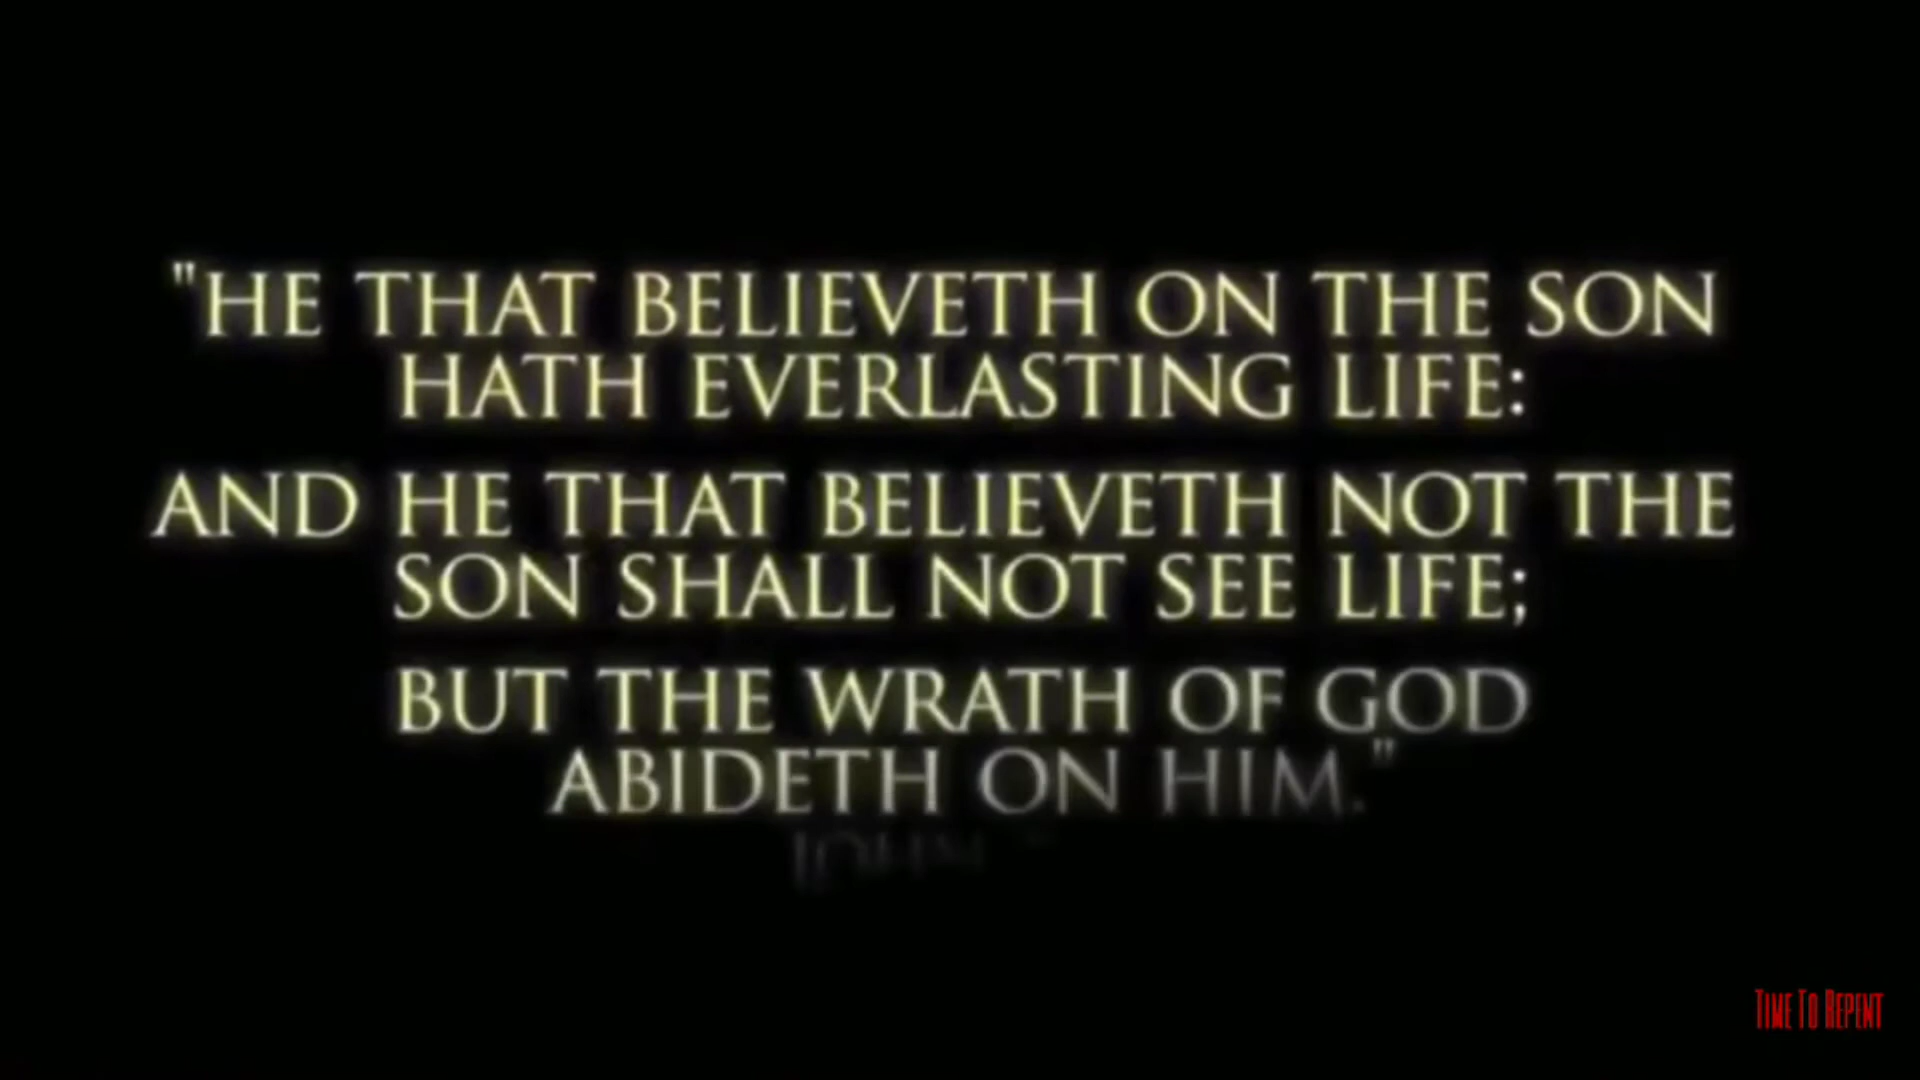 "HE THAT BELIEVETH ON THE SON
HATH EVERLASTING LIFE:
AND HE THAT BELIEVETH NOT THE
SON SHALL NOT SEE LIFE;
BUT THE WRATH OF GOD
ABIDETH ON HIM."
JOHN
TIME TO REPENT